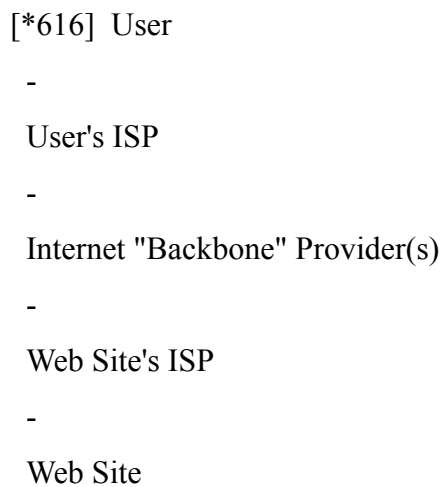 [*616] User
-
User's ISP
-
Internet "Backbone" Provider(s)
-
Web Site's ISP
-
Web Site